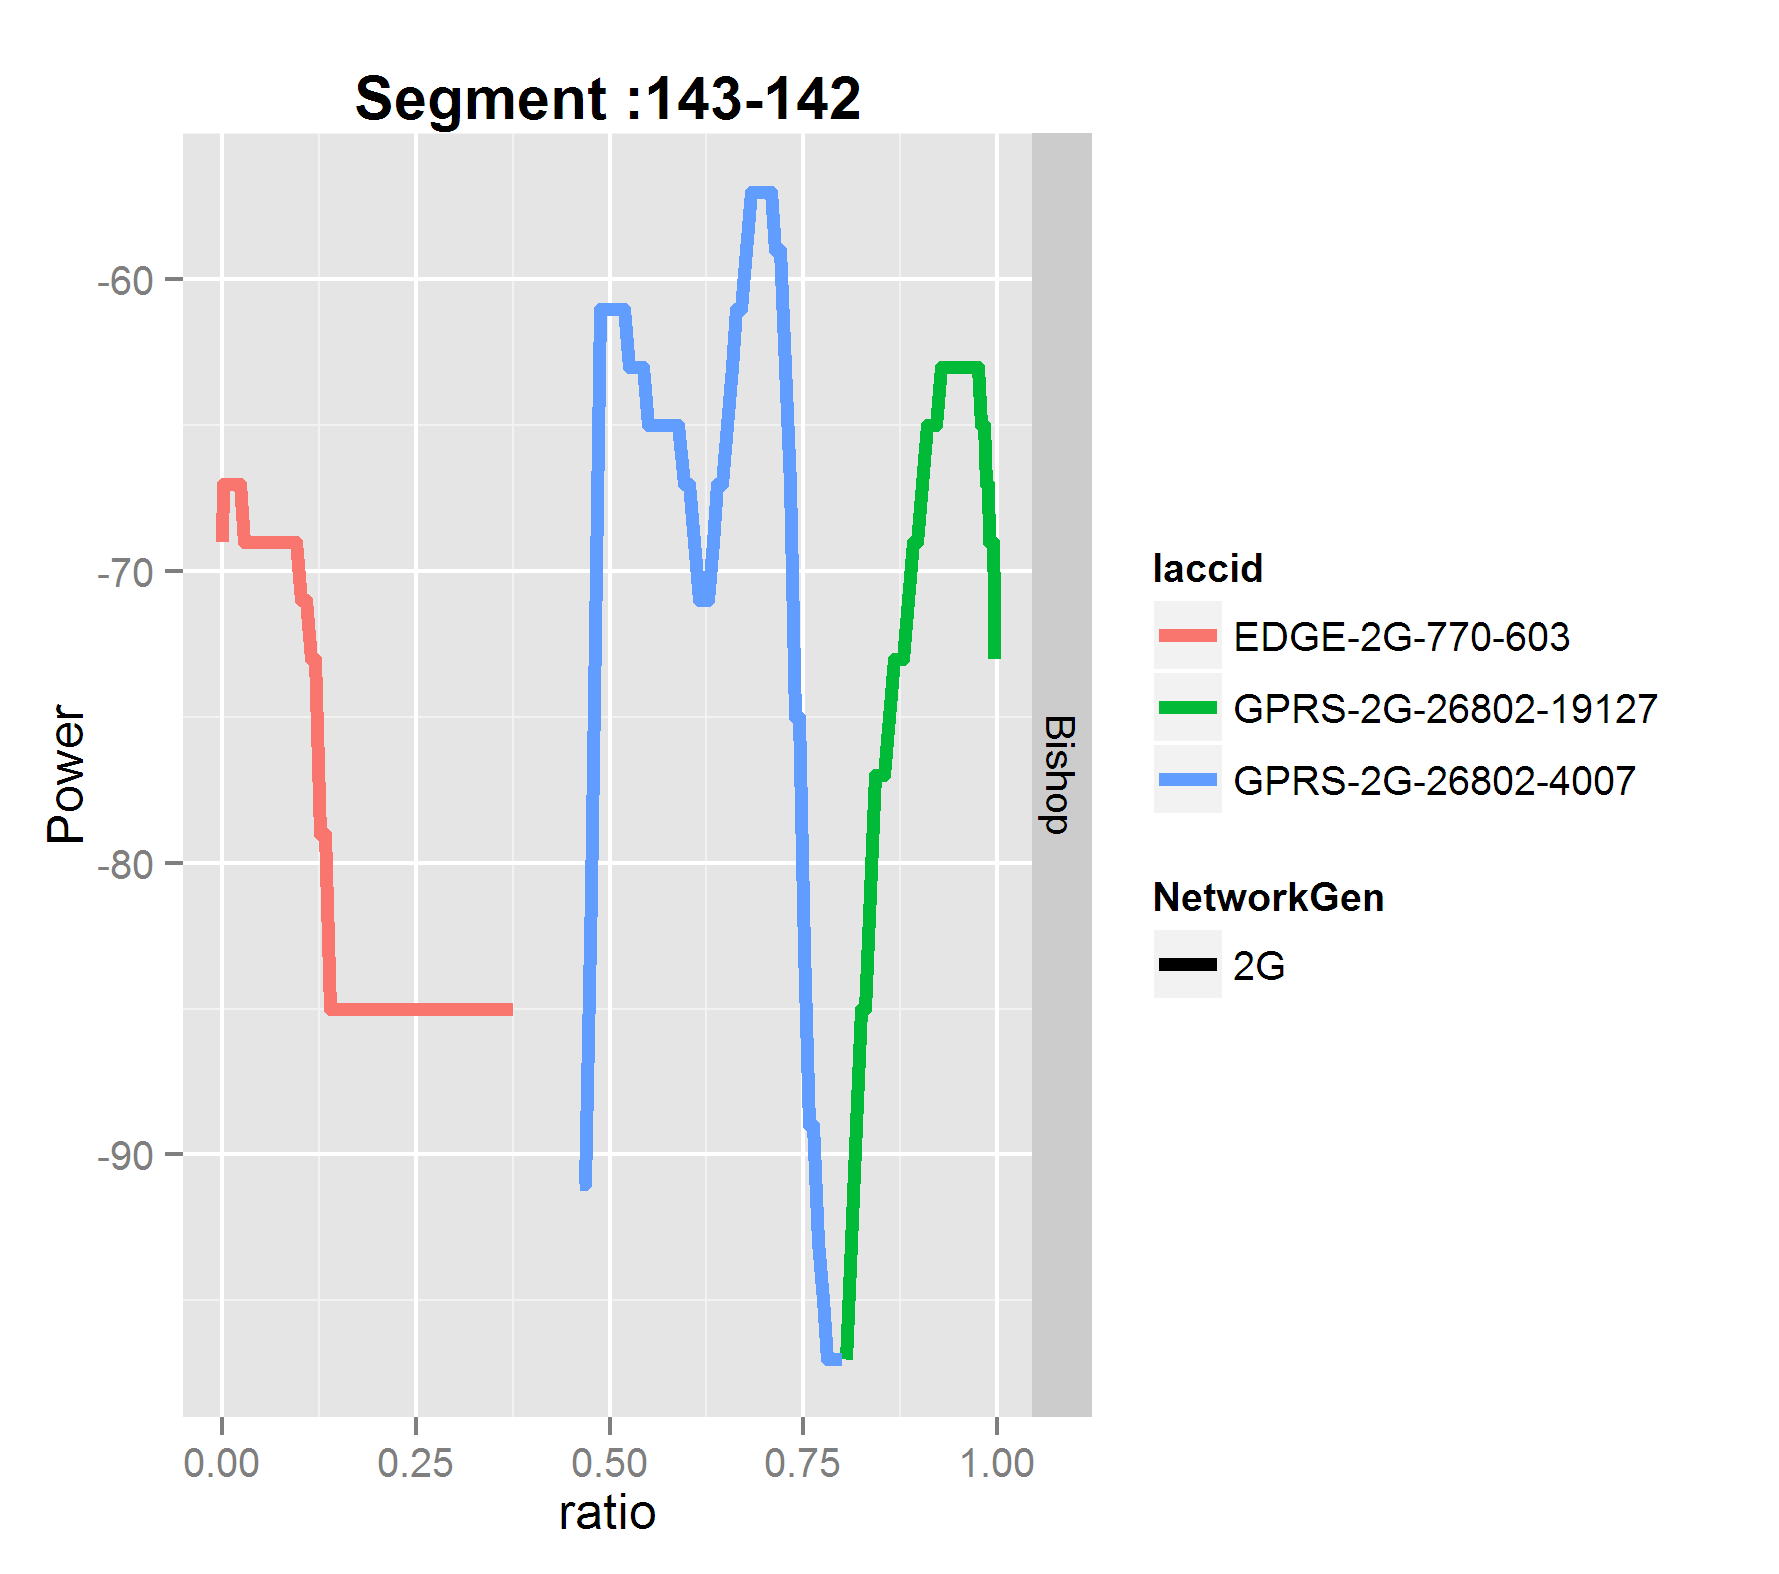 Segment :143-142
Power
-60
-70
-80
-90
0.00
0.25
0.50
0.75
1.00
ratio
Bishop
laccid
EDGE-2G-770-603
GPRS-2G-26802-19127
GPRS-2G-26802-4007
NetworkGen
2G